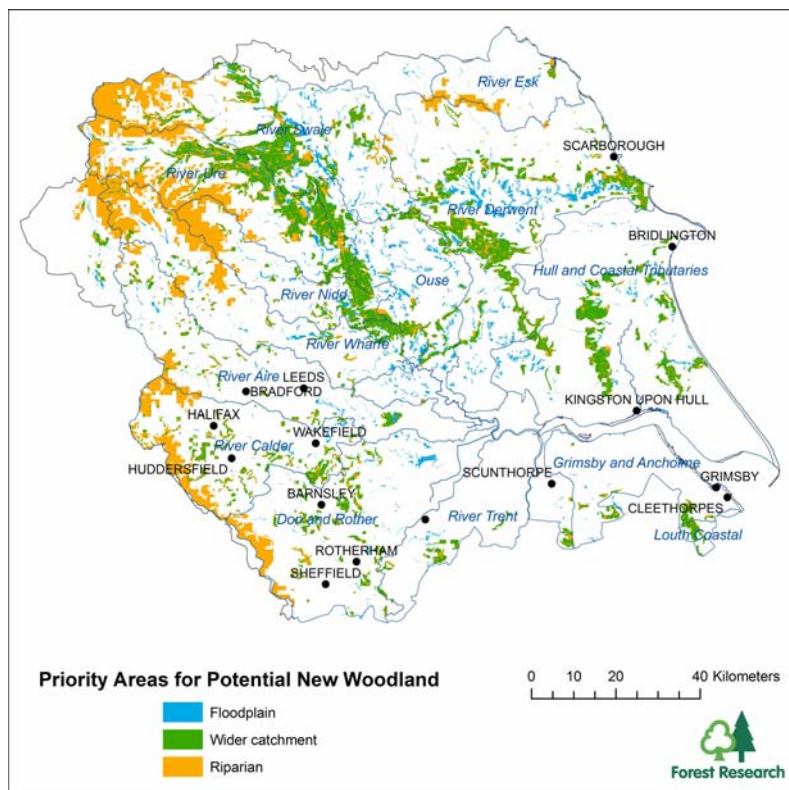 River Esk
SCARBOROUGH
River Swale
River Ure
River Derwent
BRIDLINGTON
Hull and Coastal Tributaries
Ouse
River Nidd
River Wharfe
River Aire
LEEDS
BRADFORD
KINGSTON UPON HULL
HALIFAX
WAKEFIELD
River Calder
HUDDERSFIELD
SCUNTHORPE
Grimsby and Ancholme
GRIMSBY
BARNSLEY
CLEETHORPES
Don and Rother
River Trent
Louth Coastal
ROTHERHAM
SHEFFIELD
Priority Areas for Potential New Woodland
0 5 10 20 30 40 Kilometers
Floodplain
Wider catchment
Riparian
Forest Research